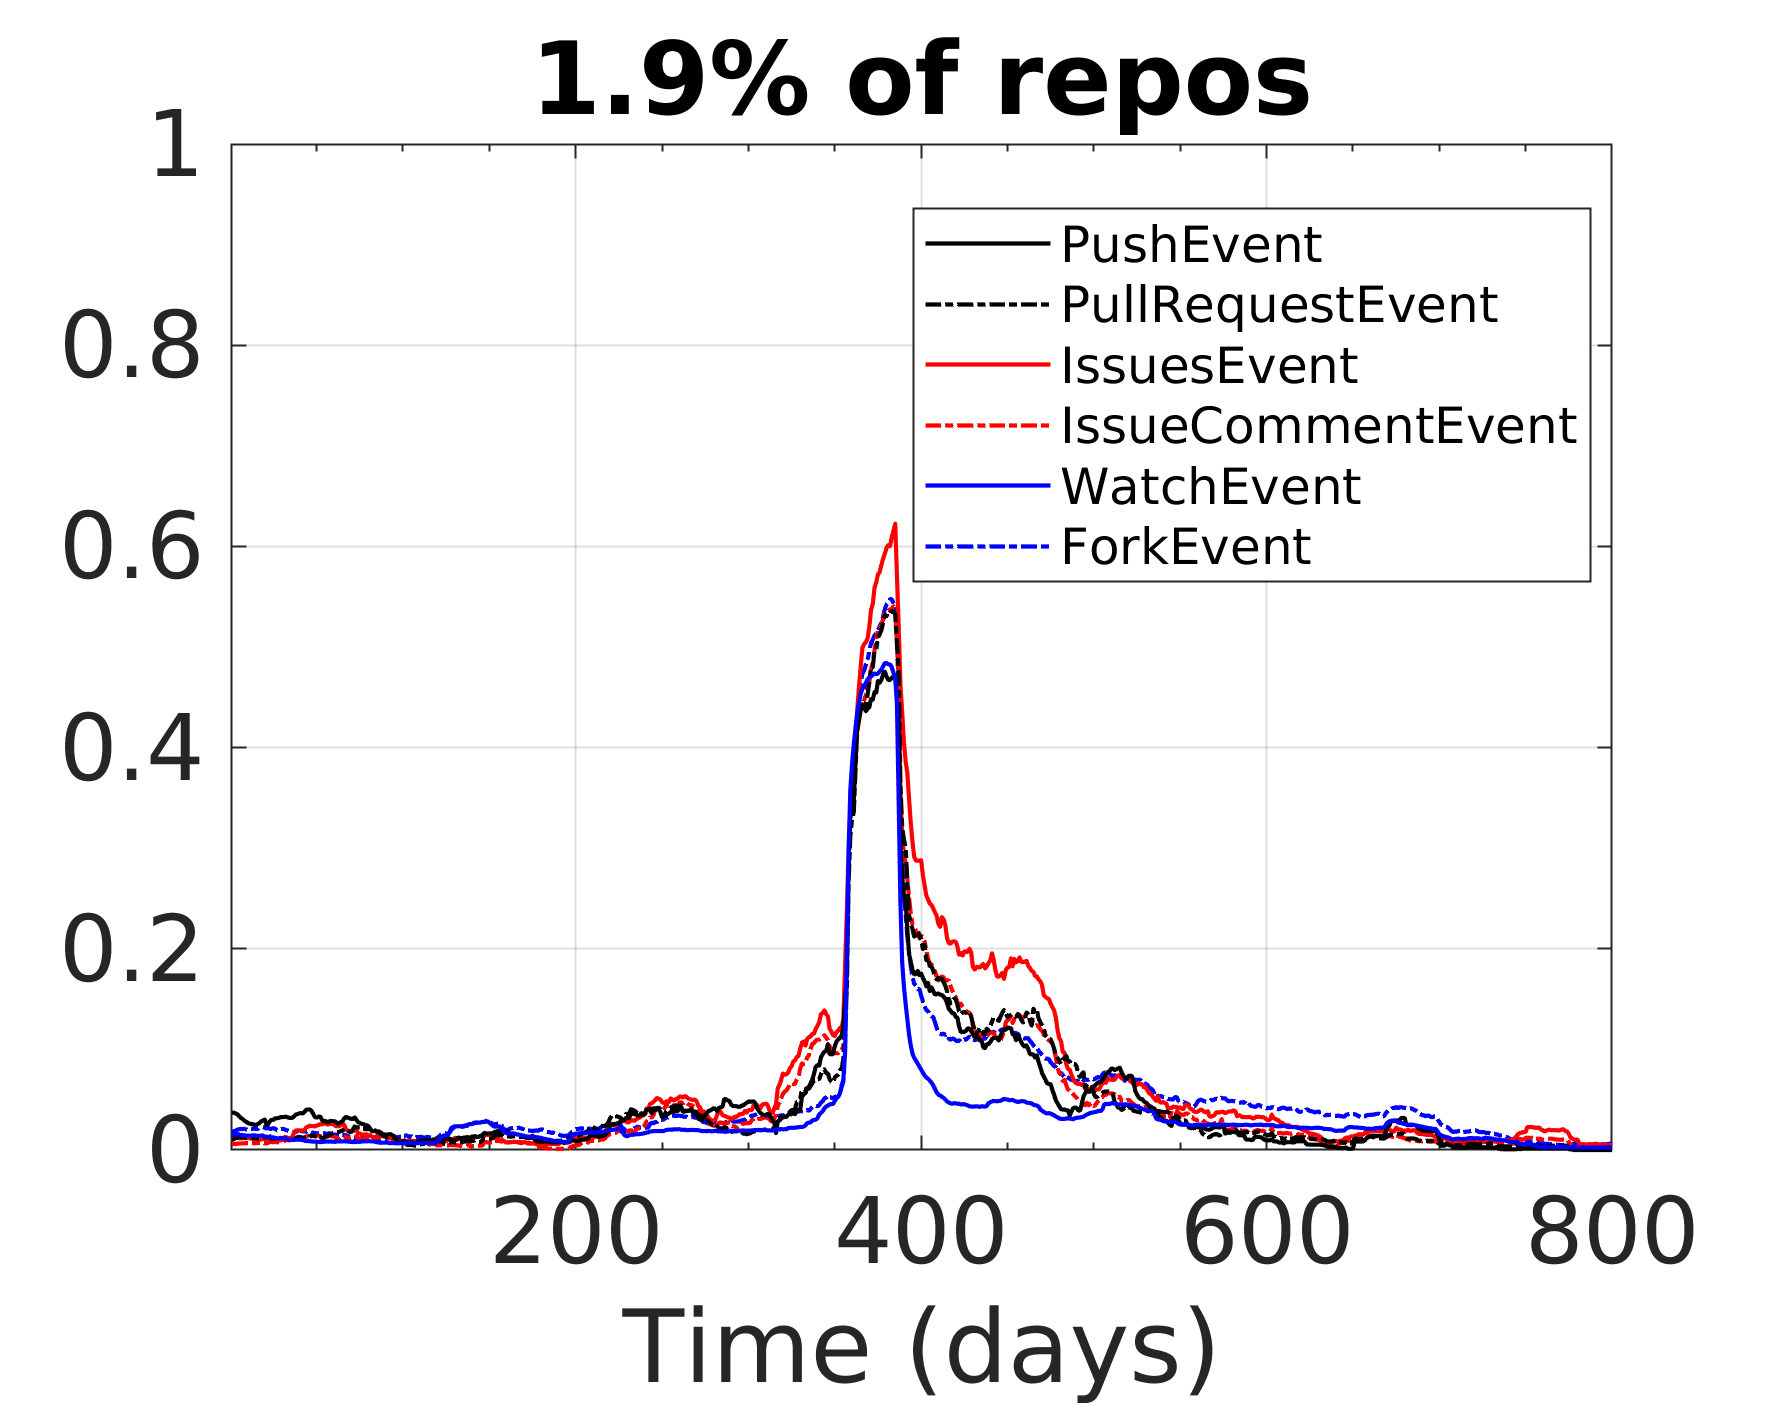 1.9% of repos
1
0.8
0.6
0.4
0.2
0
PushEvent
PullRequestEvent
IssuesEvent
IssueCommentEvent
WatchEvent
ForkEvent
200 400 600 800
Time (days)